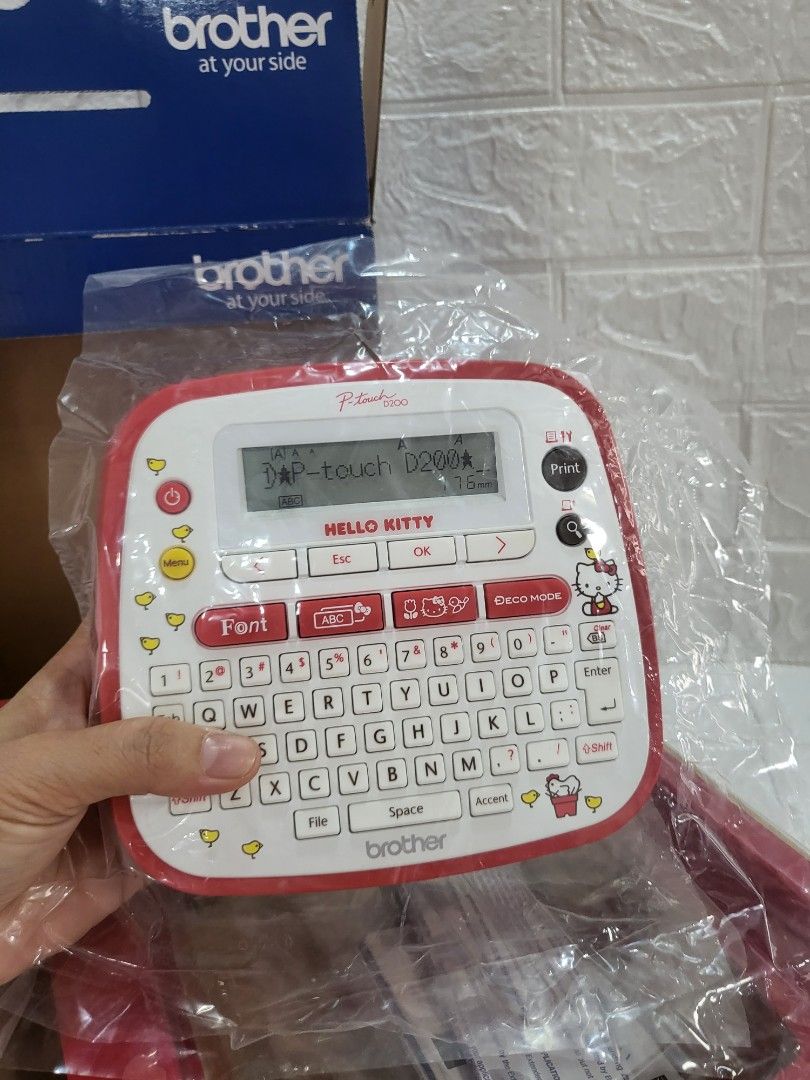 brother
at your side
brother
at your side
P-touch
D200
A A A A A
D★P-touch D200★_
176mm
ABC
HELLO KITTY
Print
Menu
< Esc OK >
Font ABC DECO MODE
Clear
1 ! 2 @ 3 # 4 $ 5 % 6 ' 7 & 8 * 9 ( 0 ) - "
Q W E R T Y U I O P Enter
S D F G H J K L ; :
Shift Z X C V B N M , ? . / Shift
File Space Accent
brother